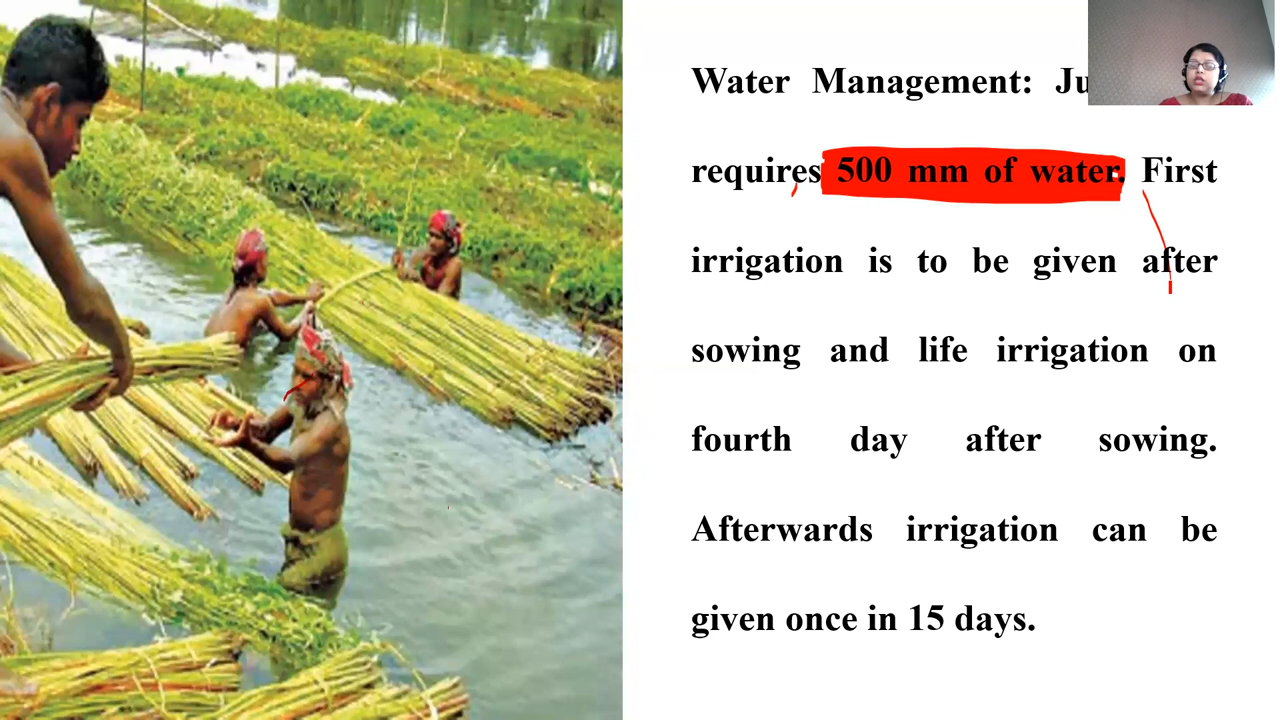 Water Management: Ju
requires 500 mm of water. First
irrigation is to be given after
sowing and life irrigation on
fourth day after sowing.
Afterwards irrigation can be
given once in 15 days.